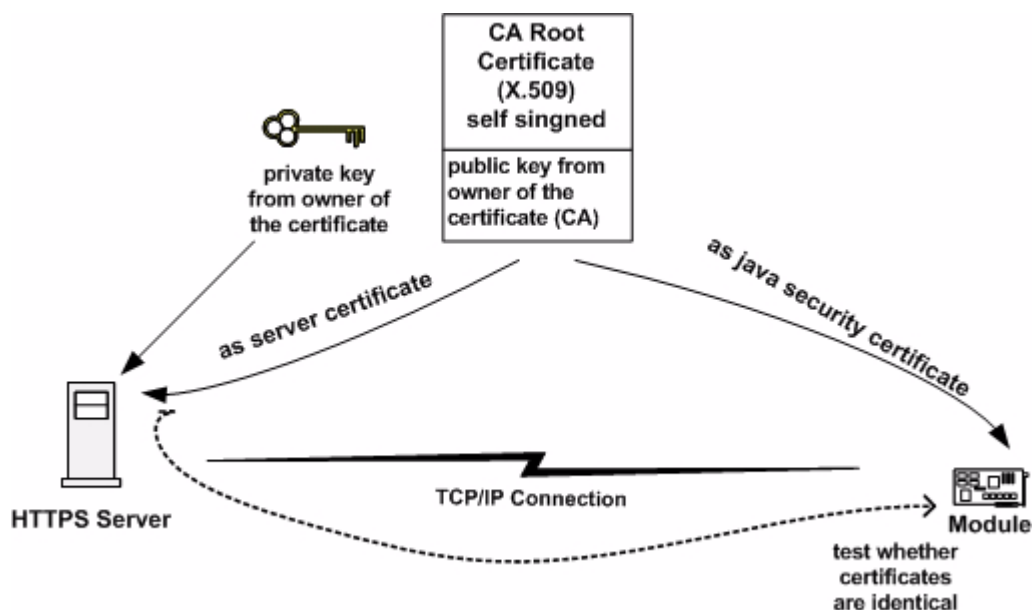 CA Root
Certificate
(X.509)
self singned
public key from
owner of the
certificate (CA)
private key
from owner of
the certificate
as server certificate
as java security certificate
TCP/IP Connection
HTTPS Server
Module
test whether
certificates
are identical